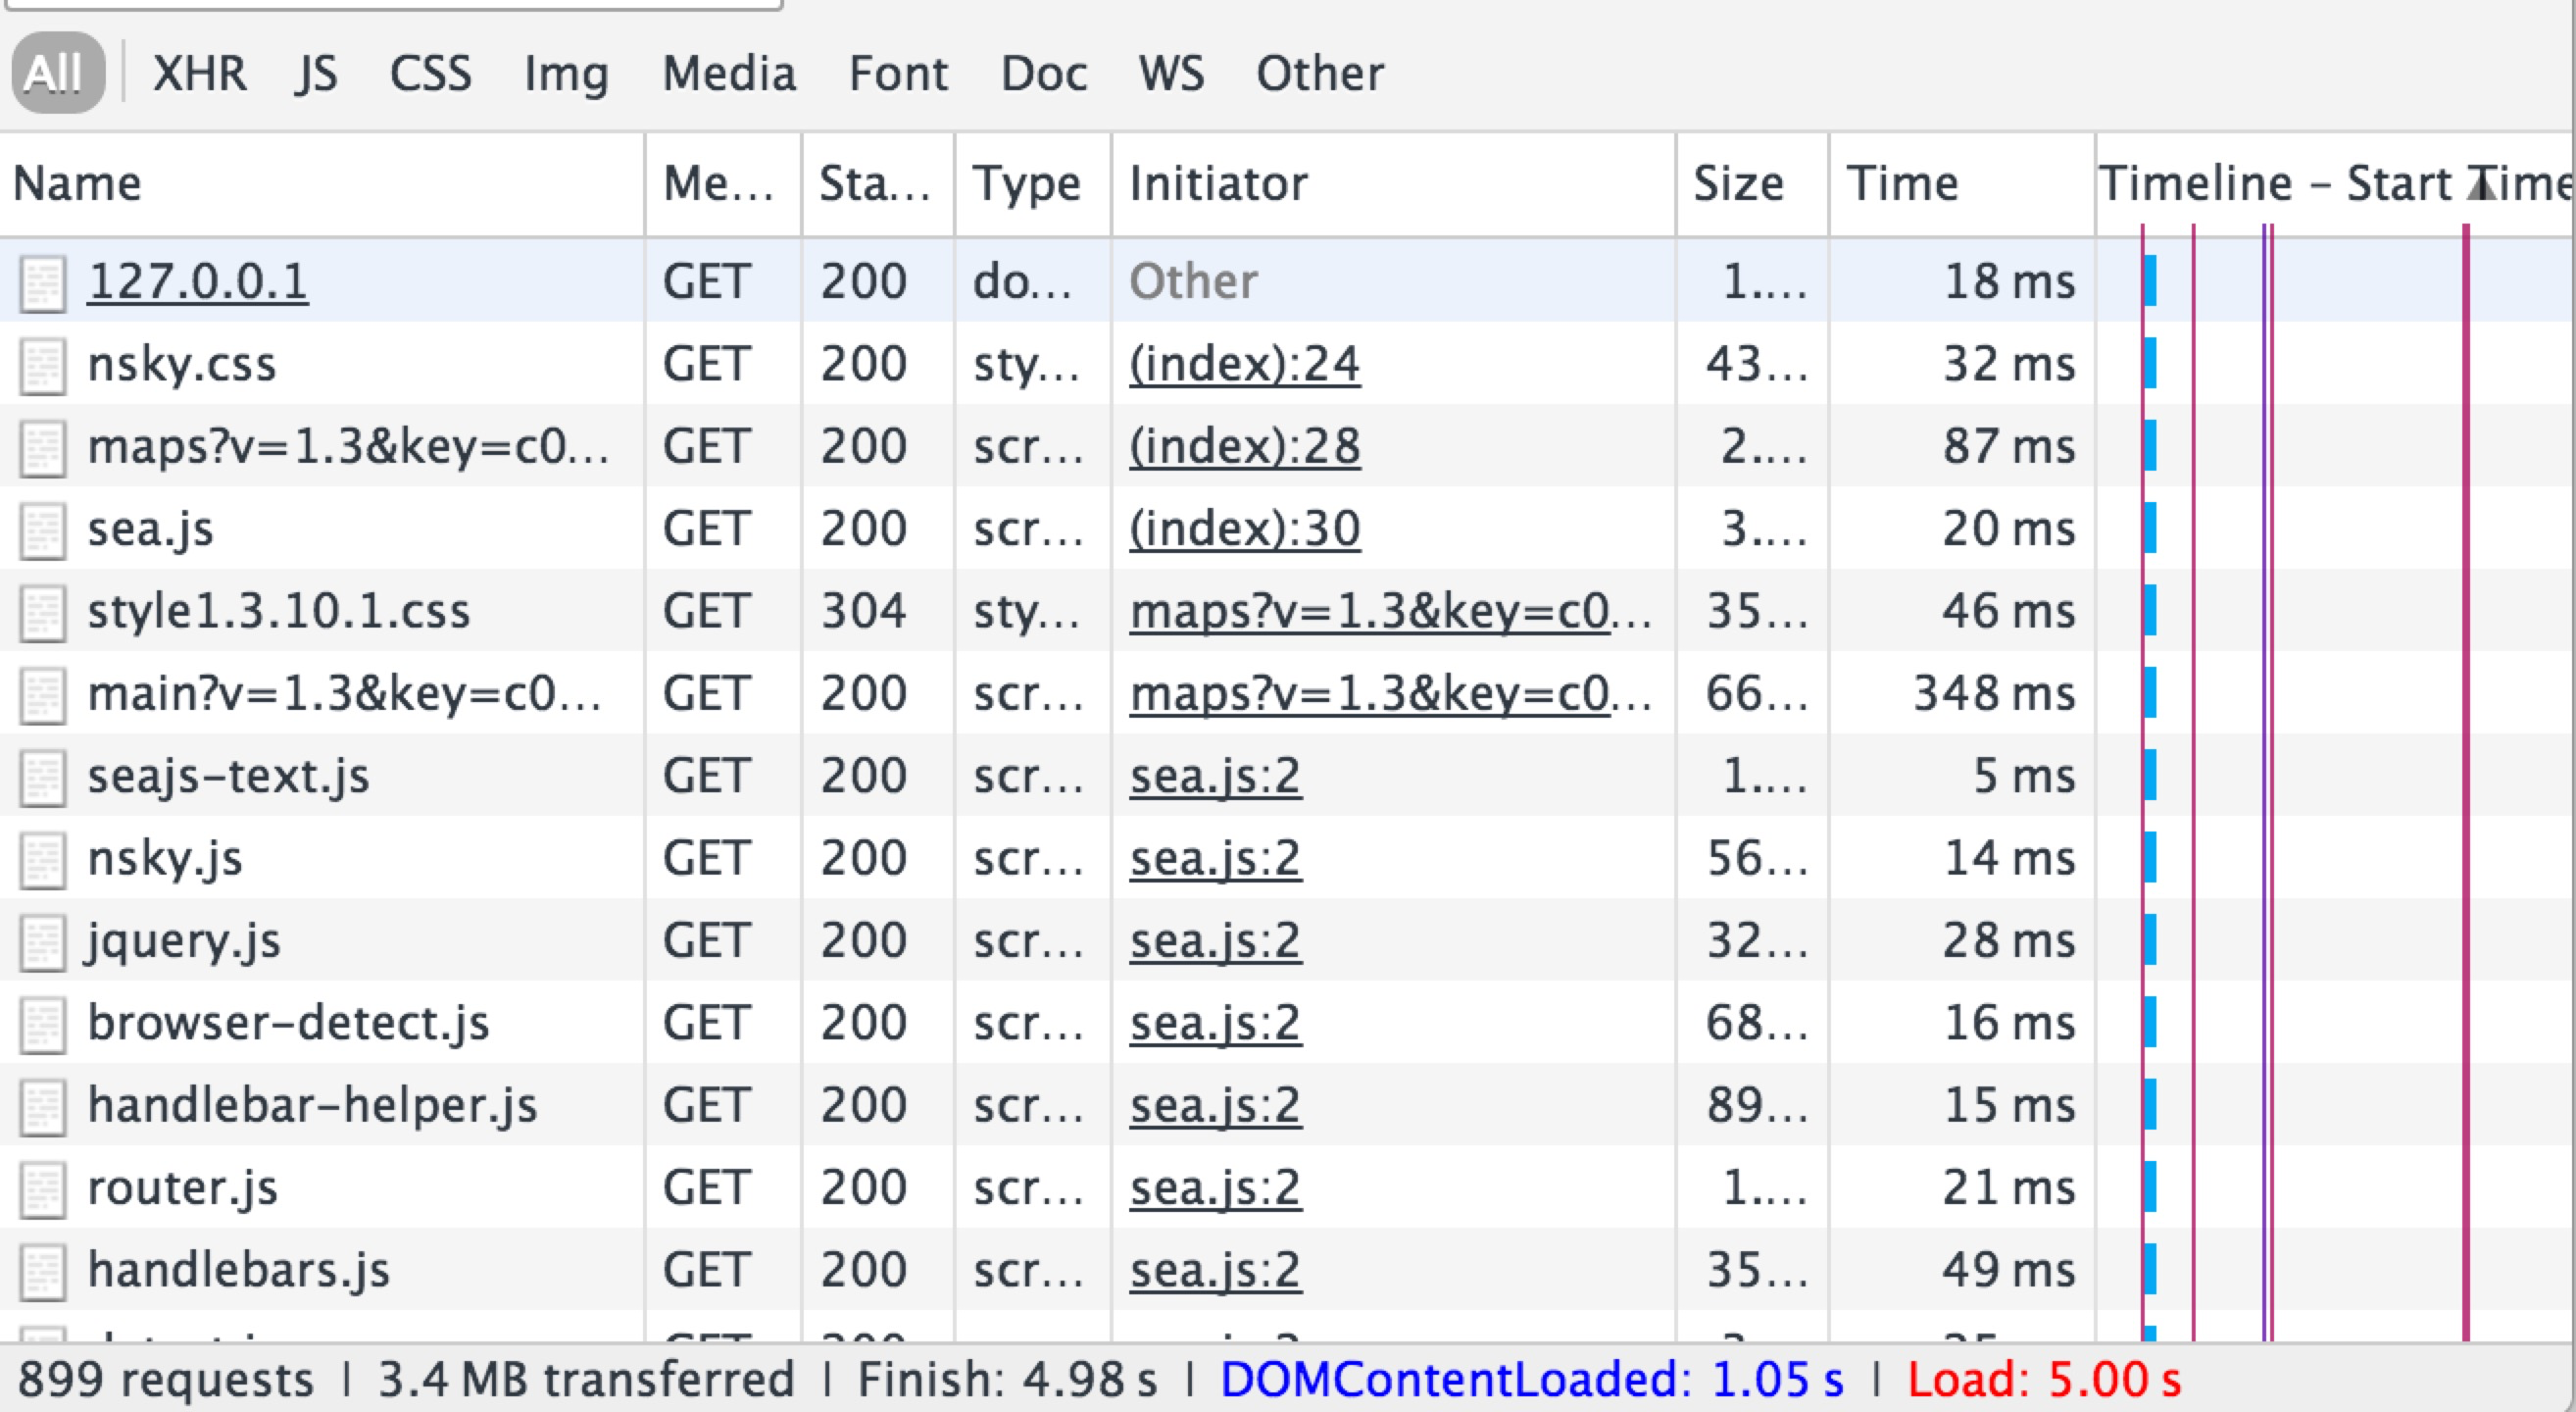 All XHR JS CSS Img Media Font Doc WS Other
Name Me... Sta... Type Initiator Size Time Timeline – Start Time
127.0.0.1 GET 200 do... Other 1.... 18 ms
nsky.css GET 200 sty... (index):24 43... 32 ms
maps?v=1.3&key=c0... GET 200 scr... (index):28 2.... 87 ms
sea.js GET 200 scr... (index):30 3.... 20 ms
style1.3.10.1.css GET 304 sty... maps?v=1.3&key=c0... 35... 46 ms
main?v=1.3&key=c0... GET 200 scr... maps?v=1.3&key=c0... 66... 348 ms
seajs-text.js GET 200 scr... sea.js:2 1.... 5 ms
nsky.js GET 200 scr... sea.js:2 56... 14 ms
jquery.js GET 200 scr... sea.js:2 32... 28 ms
browser-detect.js GET 200 scr... sea.js:2 68... 16 ms
handlebar-helper.js GET 200 scr... sea.js:2 89... 15 ms
router.js GET 200 scr... sea.js:2 1.... 21 ms
handlebars.js GET 200 scr... sea.js:2 35... 49 ms
899 requests | 3.4 MB transferred | Finish: 4.98 s | DOMContentLoaded: 1.05 s | Load: 5.00 s